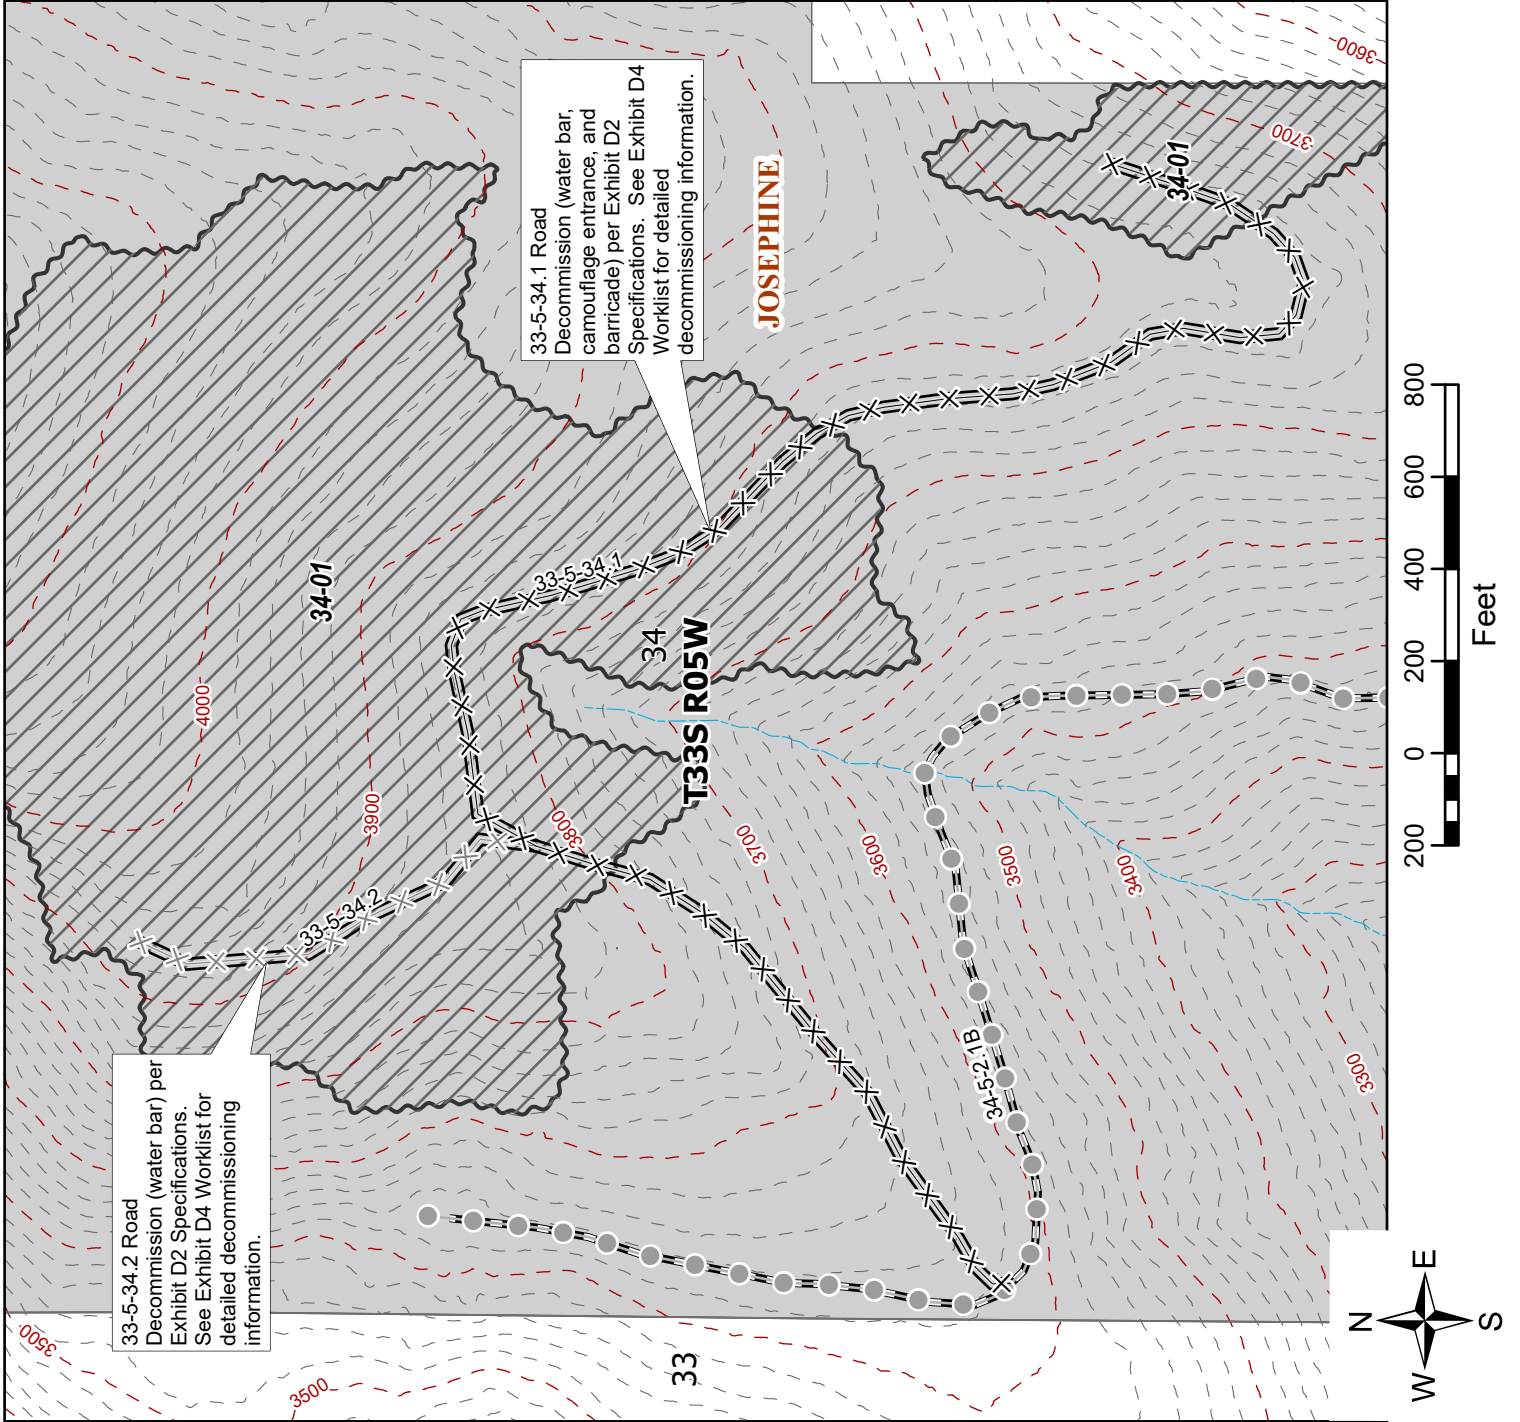 33-5-34.2 Road
Decommission (water bar) per
Exhibit D2 Specifications.
See Exhibit D4 Worklist for
detailed decommissioning
information.
33-5-34.1 Road
Decommission (water bar,
camouflage entrance, and
barricade) per Exhibit D2
Specifications. See Exhibit D4
Worklist for detailed
decommissioning information.
34-01
34-01
33-5-34.2
33-5-34.1
34-5-2.1B
34
T33S R05W
JOSEPHINE
33
4000
3900
3800
3700
3600
3500
3400
3300
3500
3500
3600
3700
200
0
200
400
600
800
Feet
N
W
E
S